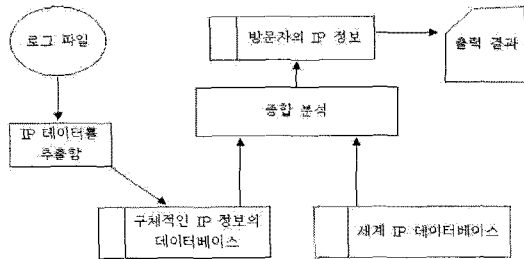 로그 파일
방문자의 IP 정보
출력 결과
종합 분석
IP 데이터를
추출함
구체적인 IP 정보의
데이터베이스
세계 IP 데이터베이스